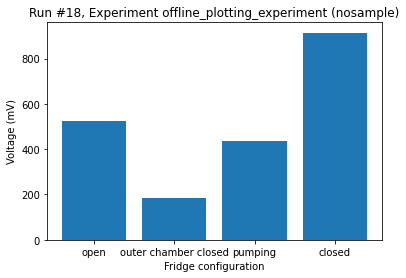 Run #18, Experiment offline_plotting_experiment (nosample)
800
600
400
200
0
Voltage (mV)
open
outer chamber closed
pumping
closed
Fridge configuration